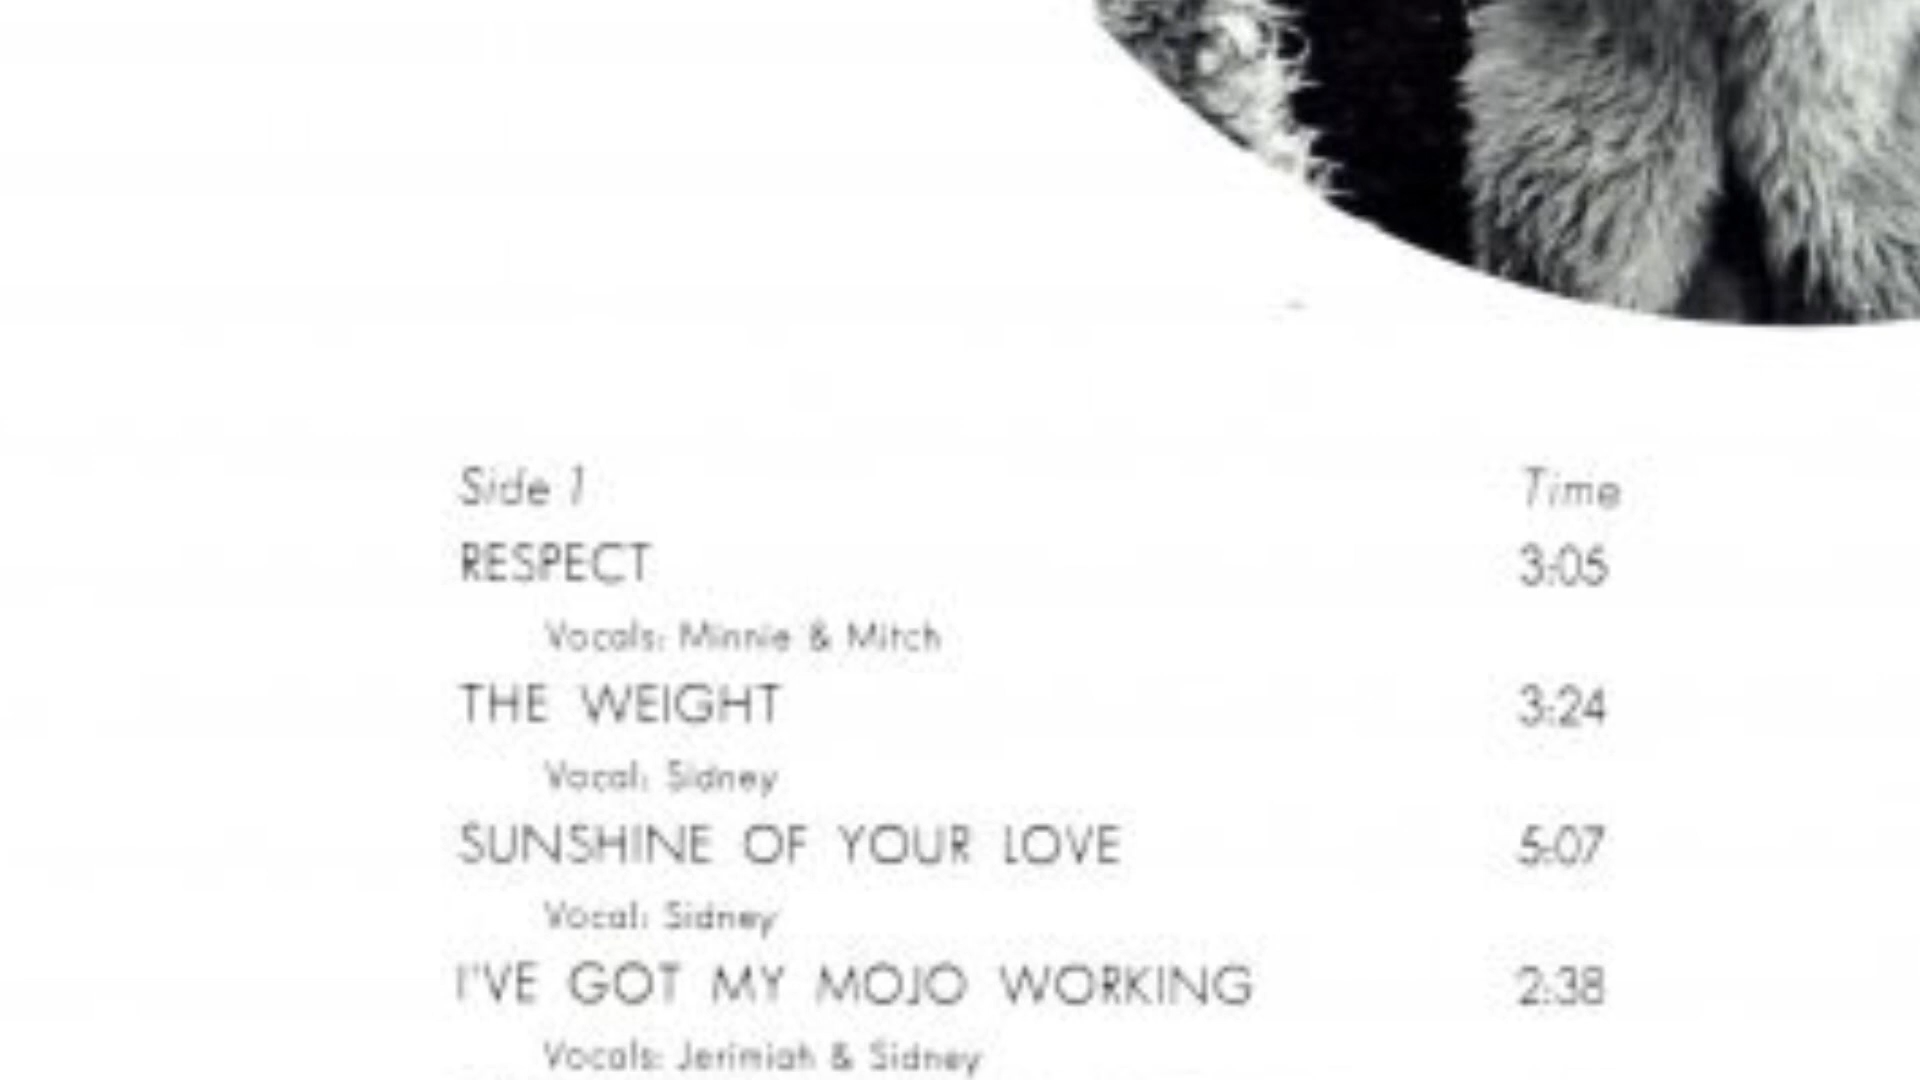 Side 1 Time
RESPECT 3:05
Vocals: Minnie & Mitch
THE WEIGHT 3:24
Vocal: Sidney
SUNSHINE OF YOUR LOVE 5:07
Vocal: Sidney
I'VE GOT MY MOJO WORKING 2:38
Vocals: Jerimiah & Sidney